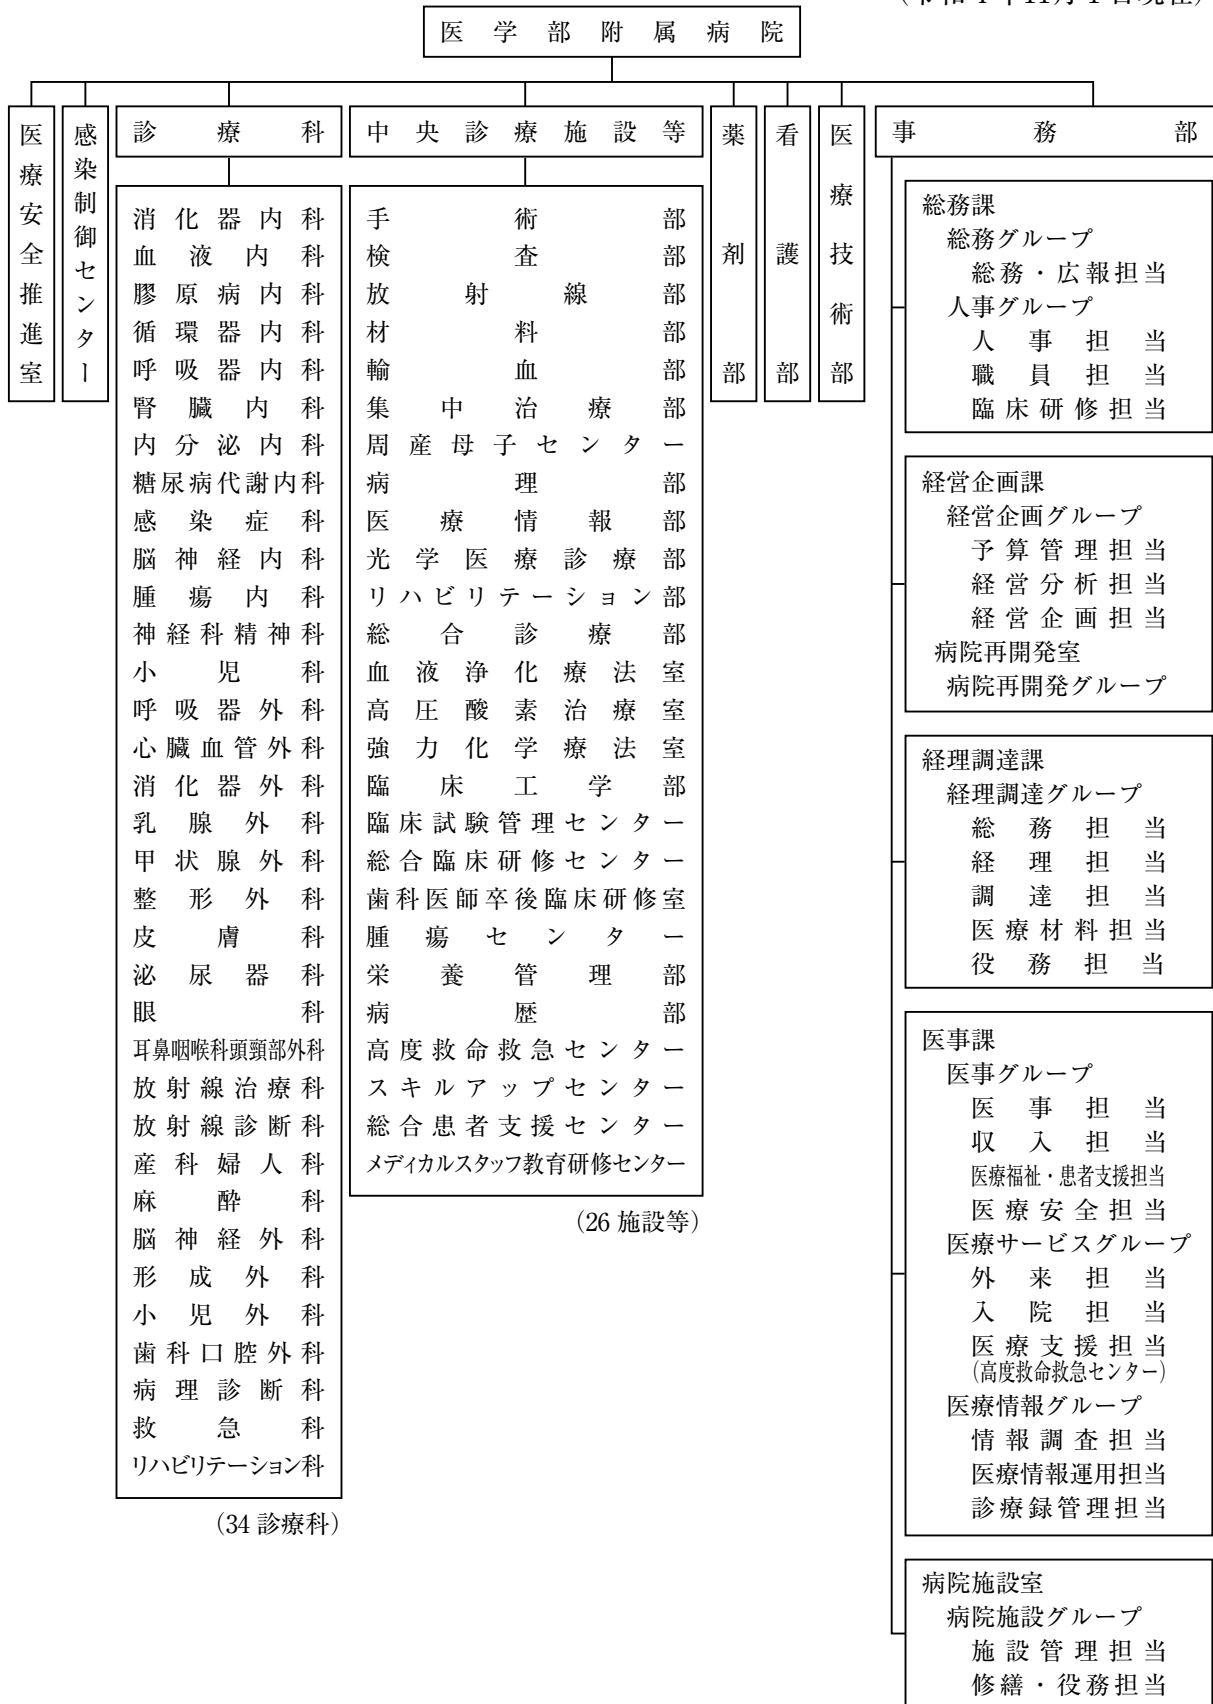 (令和4年11月1日現在)
医学部附属病院
医療安全推進室
感染制御センター
診療科
消化器内科
血液内科
膠原病内科
循環器内科
呼吸器内科
腎臓内科
内分泌内科
糖尿病代謝内科
感染症科
脳神経内科
腫瘍内科
神経科精神科
小児科
呼吸器外科
心臓血管外科
消化器外科
乳腺外科
甲状腺外科
整形外科
皮膚科
泌尿器科
眼科
耳鼻咽喉科頭頸部外科
放射線治療科
放射線診断科
産科婦人科
麻酔科
脳神経外科
形成外科
小児外科
歯科口腔外科
病理診断科
救急科
リハビリテーション科
(34診療科)
中央診療施設等
手術部
検査部
放射線部
材料部
輸血部
集中治療部
周産母子センター
病理部
医療情報部
光学医療診療部
リハビリテーション部
総合診療部
血液浄化療法室
高圧酸素治療室
強力化学療法室
臨床工学部
臨床試験管理センター
総合臨床研修センター
歯科医師卒後臨床研修室
腫瘍センター
栄養管理部
病歴部
高度救命救急センター
スキルアップセンター
総合患者支援センター
メディカルスタッフ教育研修センター
(26施設等)
薬剤部
看護部
医療技術部
事務部
総務課
総務グループ
総務・広報担当
人事グループ
人事担当
職員担当
臨床研修担当
経営企画課
経営企画グループ
予算管理担当
経営分析担当
経営企画担当
病院再開発室
病院再開発グループ
経理調達課
経理調達グループ
総務担当
経理担当
調達担当
医療材料担当
役務担当
医事課
医事グループ
医事担当
収入担当
医療福祉・患者支援担当
医療安全担当
医療サービスグループ
外来担当
入院担当
医療支援担当
(高度救命救急センター)
医療情報グループ
情報調査担当
医療情報運用担当
診療録管理担当
病院施設室
病院施設グループ
施設管理担当
修繕・役務担当